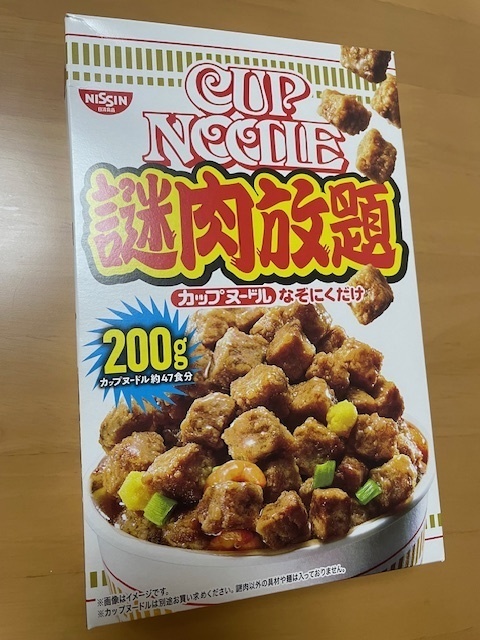 NISSIN
日清食品
CUP
NOODLE
謎肉放題
カップヌードル なぞにくだけ
200g
カップヌードル約47食分
※画像はイメージです。
※カップヌードルは別途お買い求めください。謎肉以外の具材や麺は入っておりません。